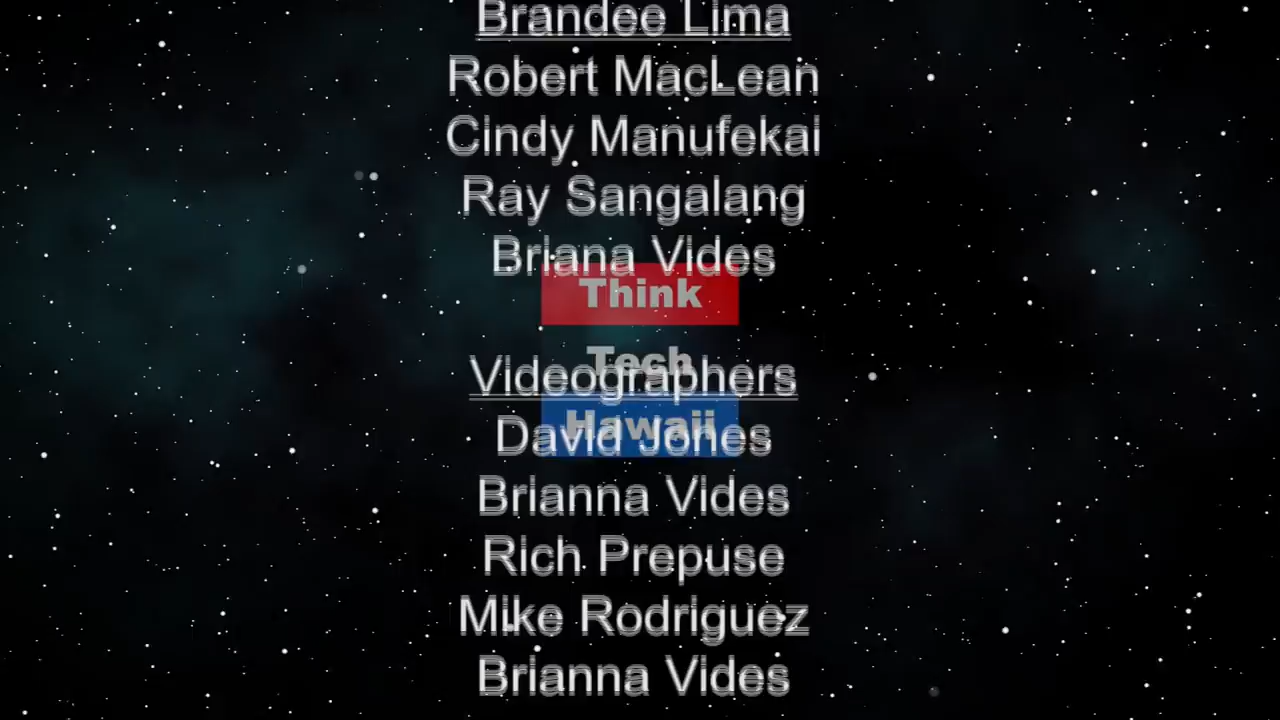 Brandee Lima
Robert MacLean
Cindy Manufekai
Ray Sangalang
Briana Vides
Think
Tech
Videographers
Hawaii
David Jones
Brianna Vides
Rich Prepuse
Mike Rodriguez
Brianna Vides